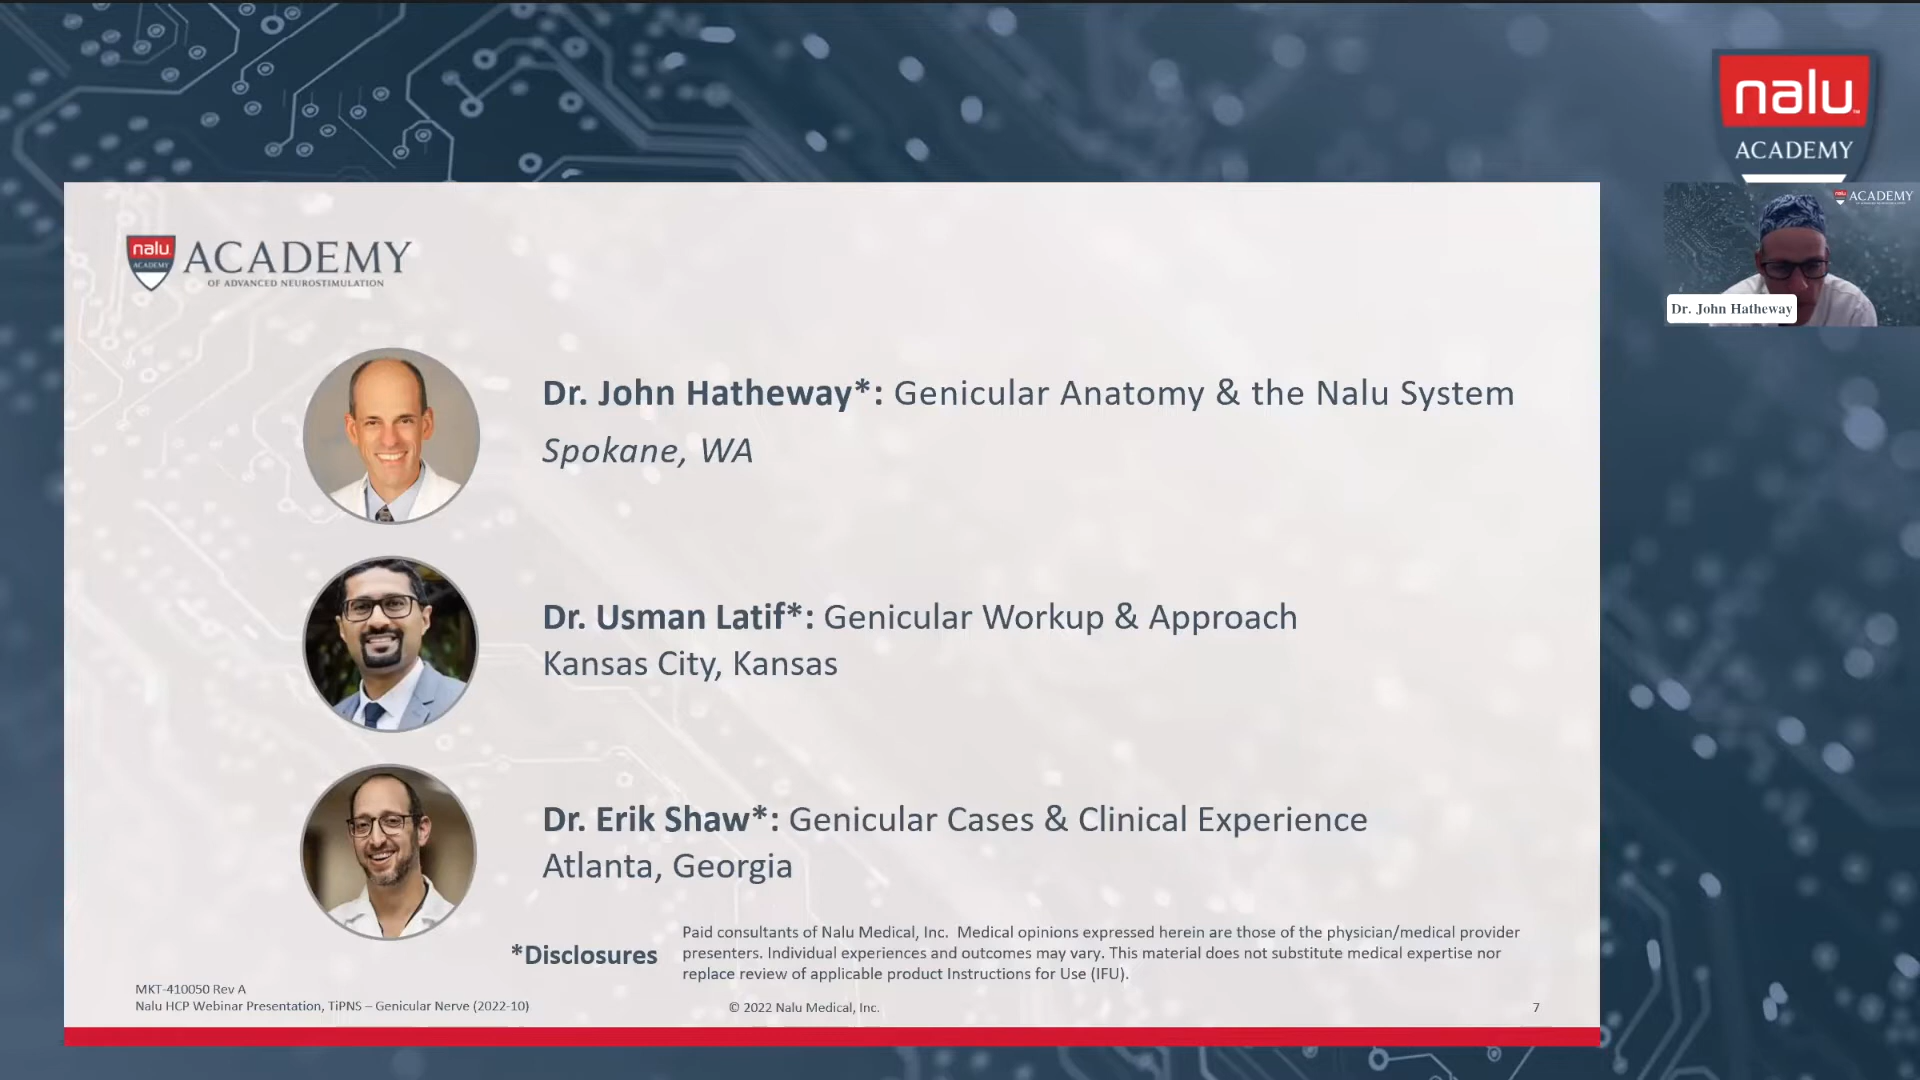 nalu
ACADEMY
ACADEMY
Dr. John Hatheway
nalu
ACADEMY
ACADEMY
OF ADVANCED NEUROSTIMULATION
Dr. John Hatheway*: Genicular Anatomy & the Nalu System
Spokane, WA
Dr. Usman Latif*: Genicular Workup & Approach
Kansas City, Kansas
Dr. Erik Shaw*: Genicular Cases & Clinical Experience
Atlanta, Georgia
*Disclosures
Paid consultants of Nalu Medical, Inc.  Medical opinions expressed herein are those of the physician/medical provider
presenters. Individual experiences and outcomes may vary. This material does not substitute medical expertise nor
replace review of applicable product Instructions for Use (IFU).
MKT-410050 Rev A
Nalu HCP Webinar Presentation, TiPNS – Genicular Nerve (2022-10)
© 2022 Nalu Medical, Inc.
7